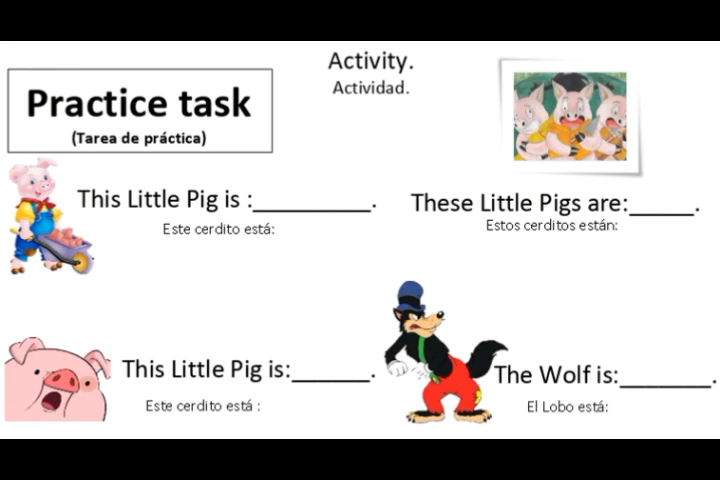 Activity.
Actividad.
Practice task
(Tarea de práctica)
This Little Pig is :_________.
Este cerdito está:
These Little Pigs are:_____.
Estos cerditos están:
This Little Pig is:______.
Este cerdito está :
The Wolf is:_______.
El Lobo está: